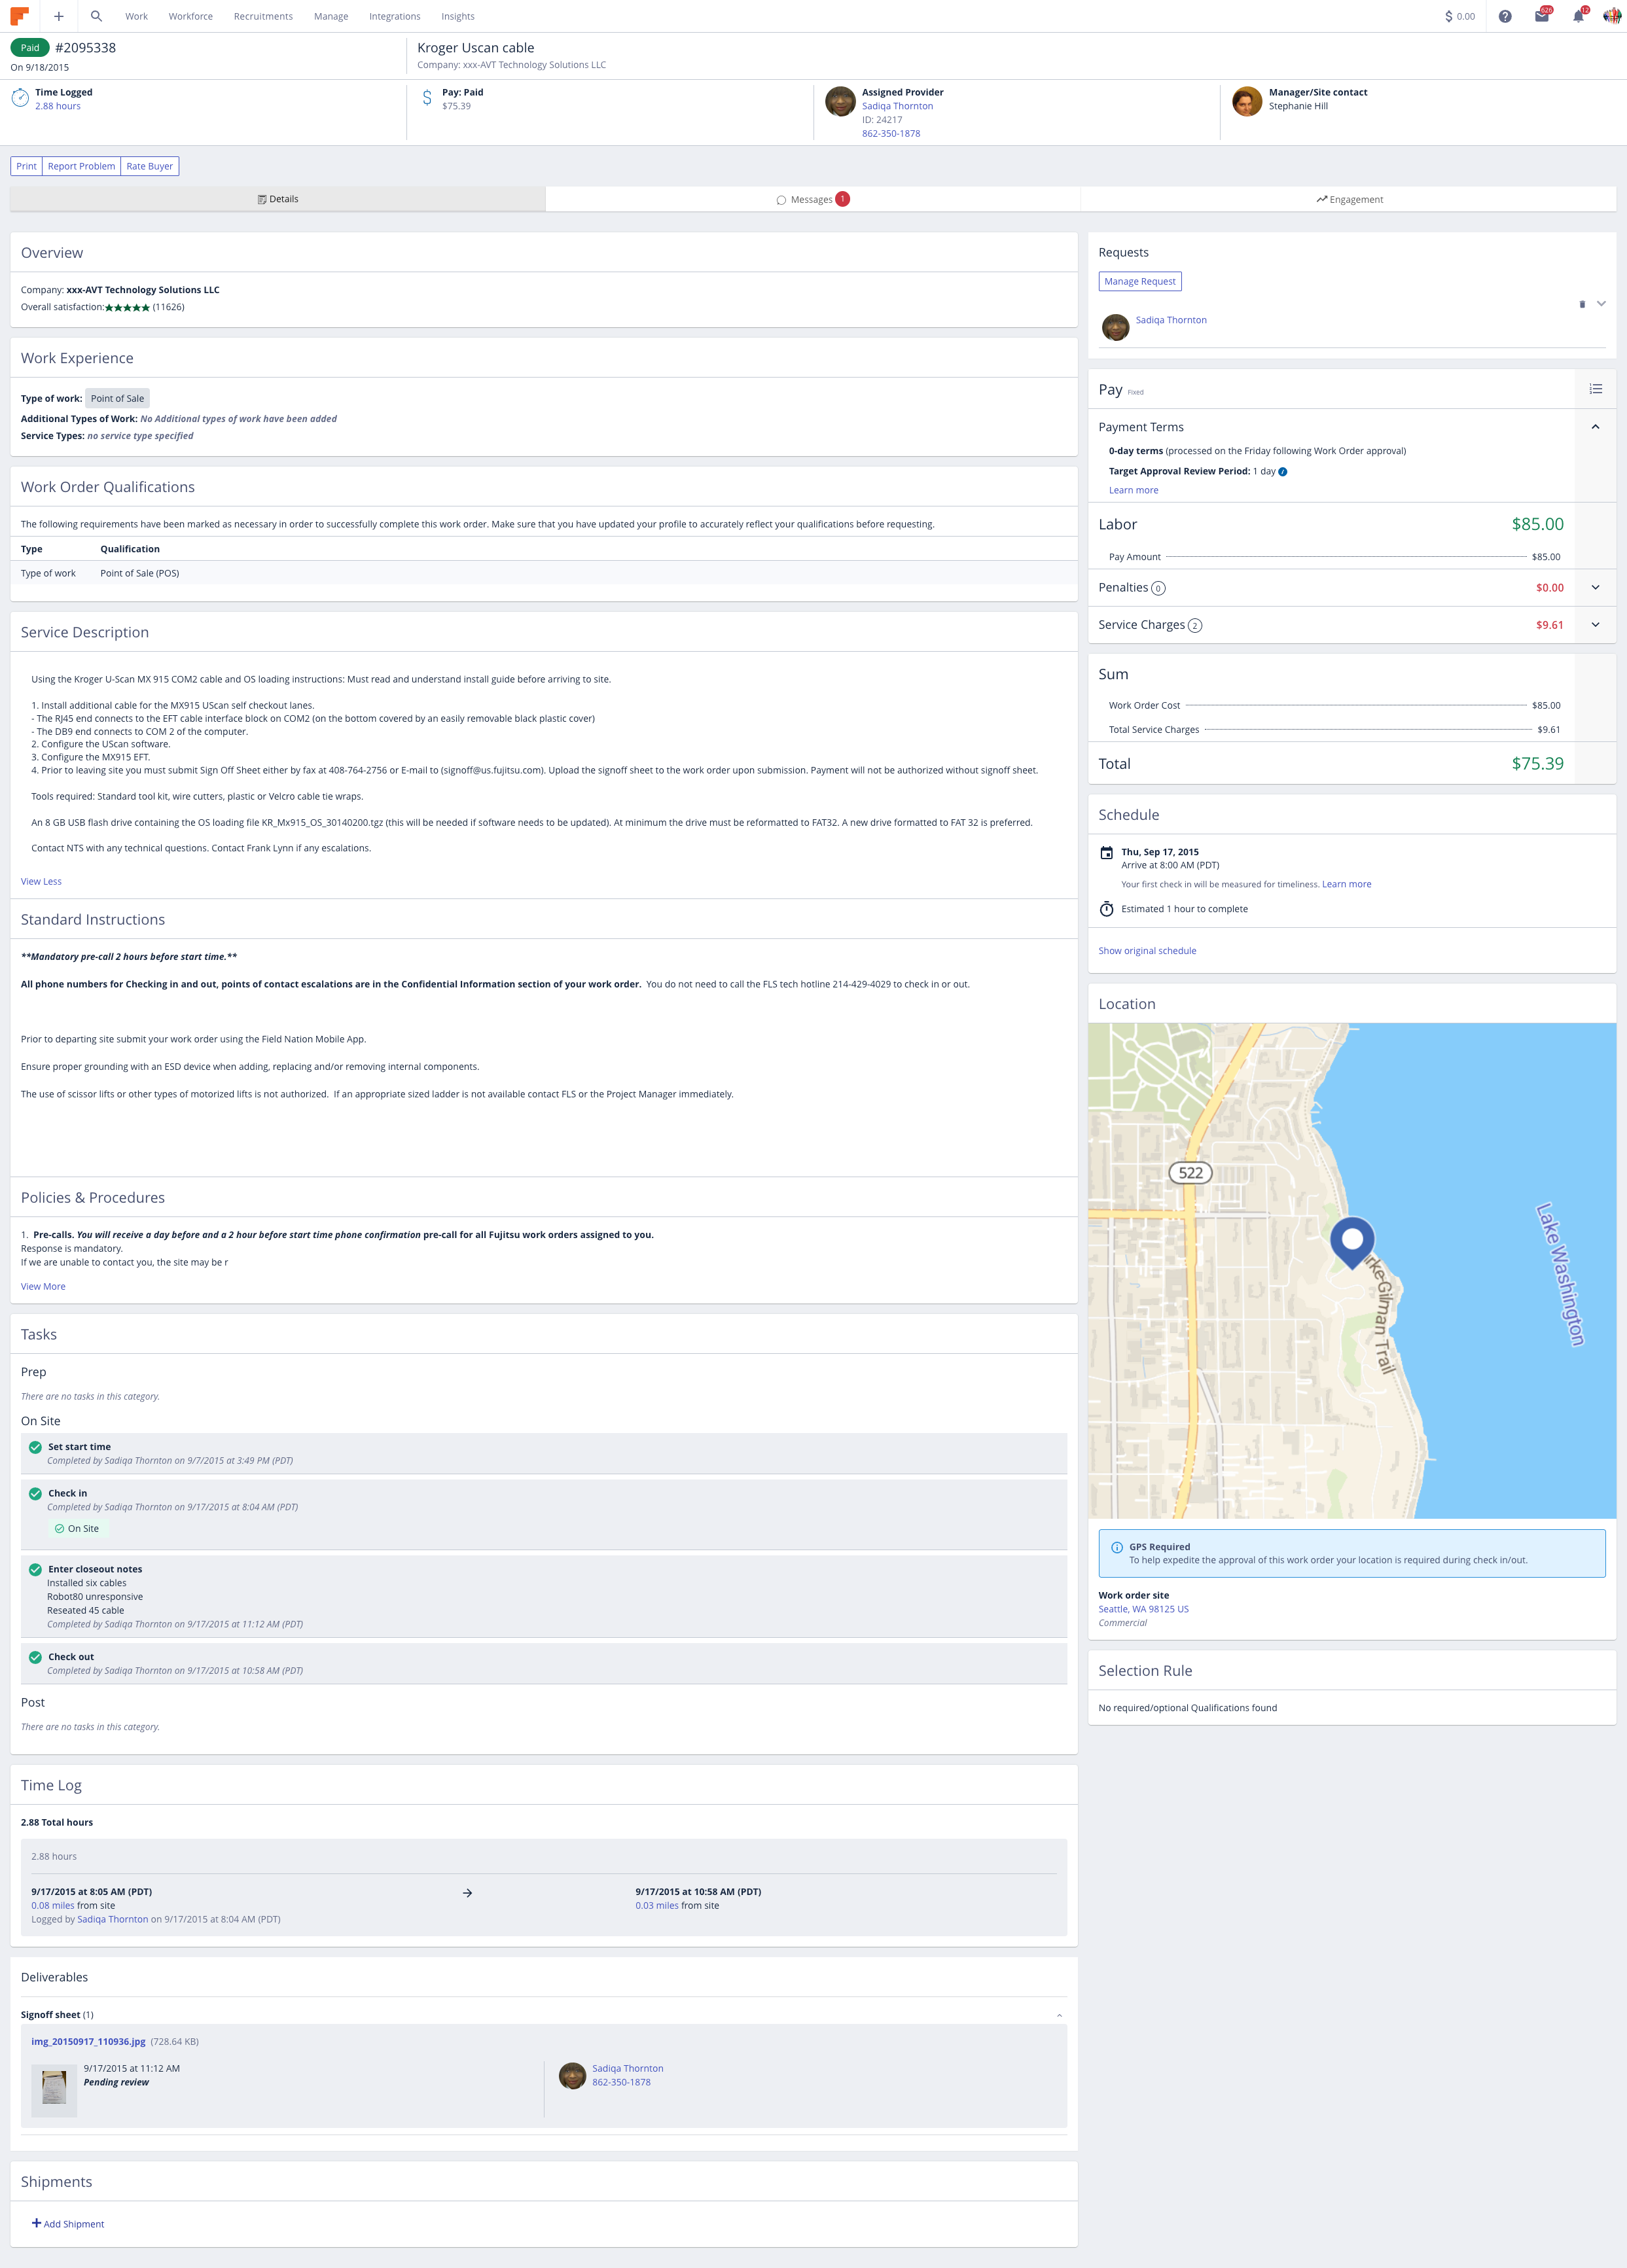 Work Workforce Recruitments Manage Integrations Insights
$ 0.00 626 12
Paid #2095338
On 9/18/2015
Kroger Uscan cable
Company: xxx-AVT Technology Solutions LLC
Time Logged
2.88 hours
Pay: Paid
$75.39
Assigned Provider
Sadiqa Thornton
ID: 24217
862-350-1878
Manager/Site contact
Stephanie Hill
Print Report Problem Rate Buyer
Details Messages 1 Engagement
Overview
Company: xxx-AVT Technology Solutions LLC
Overall satisfaction:★★★★★ (11626)
Work Experience
Type of work: Point of Sale
Additional Types of Work: No Additional types of work have been added
Service Types: no service type specified
Work Order Qualifications
The following requirements have been marked as necessary in order to successfully complete this work order. Make sure that you have updated your profile to accurately reflect your qualifications before requesting.
Type Qualification
Type of work Point of Sale (POS)
Service Description
Using the Kroger U-Scan MX 915 COM2 cable and OS loading instructions: Must read and understand install guide before arriving to site.
1. Install additional cable for the MX915 UScan self checkout lanes.
- The RJ45 end connects to the EFT cable interface block on COM2 (on the bottom covered by an easily removable black plastic cover)
- The DB9 end connects to COM 2 of the computer.
2. Configure the UScan software.
3. Configure the MX915 EFT.
4. Prior to leaving site you must submit Sign Off Sheet either by fax at 408-764-2756 or E-mail to (signoff@us.fujitsu.com). Upload the signoff sheet to the work order upon submission. Payment will not be authorized without signoff sheet.
Tools required: Standard tool kit, wire cutters, plastic or Velcro cable tie wraps.
An 8 GB USB flash drive containing the OS loading file KR_Mx915_OS_30140200.tgz (this will be needed if software needs to be updated). At minimum the drive must be reformatted to FAT32. A new drive formatted to FAT 32 is preferred.
Contact NTS with any technical questions. Contact Frank Lynn if any escalations.
View Less
Standard Instructions
**Mandatory pre-call 2 hours before start time.**
All phone numbers for Checking in and out, points of contact escalations are in the Confidential Information section of your work order. You do not need to call the FLS tech hotline 214-429-4029 to check in or out.
Prior to departing site submit your work order using the Field Nation Mobile App.
Ensure proper grounding with an ESD device when adding, replacing and/or removing internal components.
The use of scissor lifts or other types of motorized lifts is not authorized. If an appropriate sized ladder is not available contact FLS or the Project Manager immediately.
Policies & Procedures
1. Pre-calls. You will receive a day before and a 2 hour before start time phone confirmation pre-call for all Fujitsu work orders assigned to you.
Response is mandatory.
If we are unable to contact you, the site may be r
View More
Tasks
Prep
There are no tasks in this category.
On Site
Set start time
Completed by Sadiqa Thornton on 9/7/2015 at 3:49 PM (PDT)
Check in
Completed by Sadiqa Thornton on 9/17/2015 at 8:04 AM (PDT)
On Site
Enter closeout notes
Installed six cables
Robot80 unresponsive
Reseated 45 cable
Completed by Sadiqa Thornton on 9/17/2015 at 11:12 AM (PDT)
Check out
Completed by Sadiqa Thornton on 9/17/2015 at 10:58 AM (PDT)
Post
There are no tasks in this category.
Time Log
2.88 Total hours
2.88 hours
9/17/2015 at 8:05 AM (PDT) 9/17/2015 at 10:58 AM (PDT)
0.08 miles from site 0.03 miles from site
Logged by Sadiqa Thornton on 9/17/2015 at 8:04 AM (PDT)
Deliverables
Signoff sheet (1)
img_20150917_110936.jpg (728.64 KB)
9/17/2015 at 11:12 AM
Pending review
Sadiqa Thornton
862-350-1878
Shipments
Add Shipment
Requests
Manage Request
Sadiqa Thornton
Pay Fixed
Payment Terms
0-day terms (processed on the Friday following Work Order approval)
Target Approval Review Period: 1 day
Learn more
Labor $85.00
Pay Amount $85.00
Penalties 0 $0.00
Service Charges 2 $9.61
Sum
Work Order Cost $85.00
Total Service Charges $9.61
Total $75.39
Schedule
Thu, Sep 17, 2015
Arrive at 8:00 AM (PDT)
Your first check in will be measured for timeliness. Learn more
Estimated 1 hour to complete
Show original schedule
Location
522
Lake Washington
rke-Gilman Trail
GPS Required
To help expedite the approval of this work order your location is required during check in/out.
Work order site
Seattle, WA 98125 US
Commercial
Selection Rule
No required/optional Qualifications found